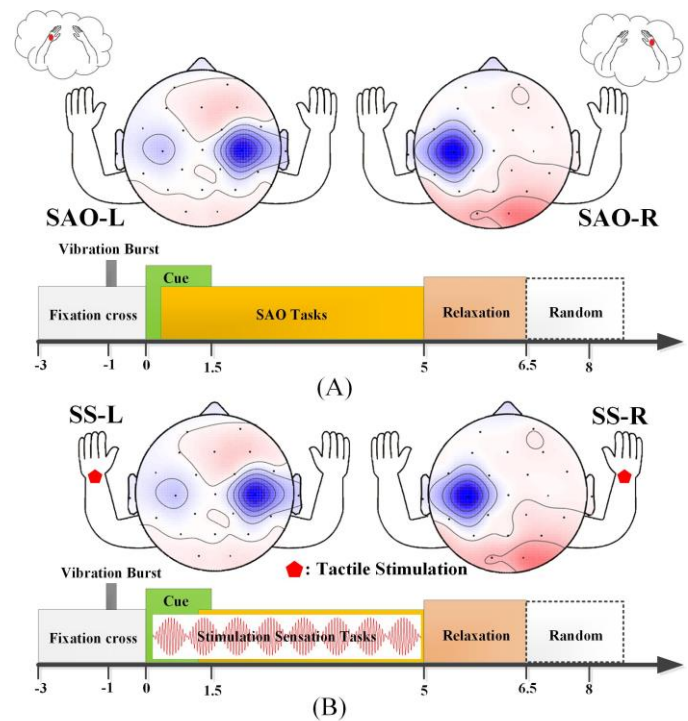 SAO-L
SAO-R
Vibration Burst
Cue
Fixation cross
SAO Tasks
Relaxation
Random
-3
-1
0
1.5
5
6.5
8
(A)
SS-L
SS-R
Vibration Burst
: Tactile Stimulation
Cue
Fixation cross
Stimulation Sensation Tasks
Relaxation
Random
-3
-1
0
1.5
5
6.5
8
(B)